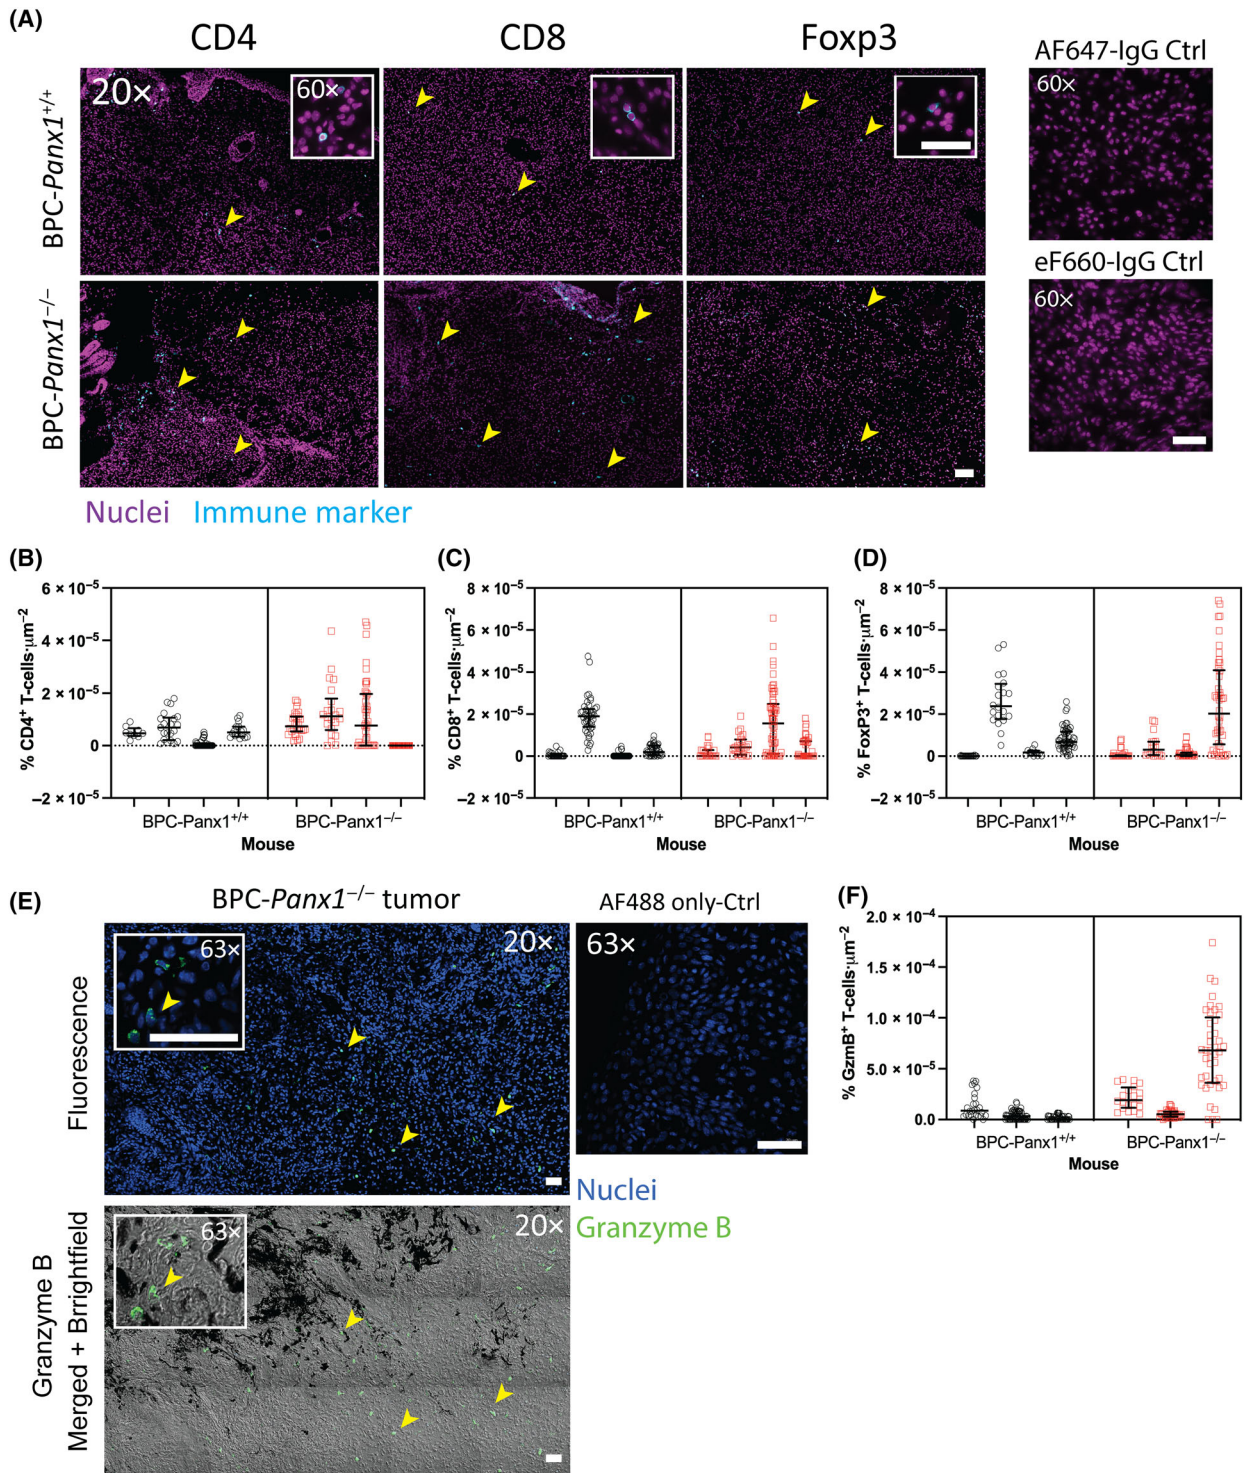 (A)
CD4
CD8
Foxp3
AF647-IgG Ctrl
BPC-Panx1+/+
20×
60×
60×
eF660-IgG Ctrl
BPC-Panx1−/−
60×
Nuclei Immune marker
(B)
(C)
(D)
% CD4+ T-cells·µm−2
6 × 10−5
4 × 10−5
2 × 10−5
0
−2 × 10−5
BPC-Panx1+/+
BPC-Panx1−/−
Mouse
% CD8+ T-cells·µm−2
8 × 10−5
6 × 10−5
4 × 10−5
2 × 10−5
0
−2 × 10−5
BPC-Panx1+/+
BPC-Panx1−/−
Mouse
% FoxP3+ T-cells·µm−2
8 × 10−5
6 × 10−5
4 × 10−5
2 × 10−5
0
−2 × 10−5
BPC-Panx1+/+
BPC-Panx1−/−
Mouse
(E)
BPC-Panx1−/− tumor
AF488 only-Ctrl
Fluorescence
63×
20×
63×
Nuclei
Granzyme B
Granzyme B
Merged + Brrightfield
63×
20×
(F)
% GzmB+ T-cells·µm−2
2.0 × 10−4
1.5 × 10−4
1.0 × 10−4
5.0 × 10−5
0.0
BPC-Panx1+/+
BPC-Panx1−/−
Mouse